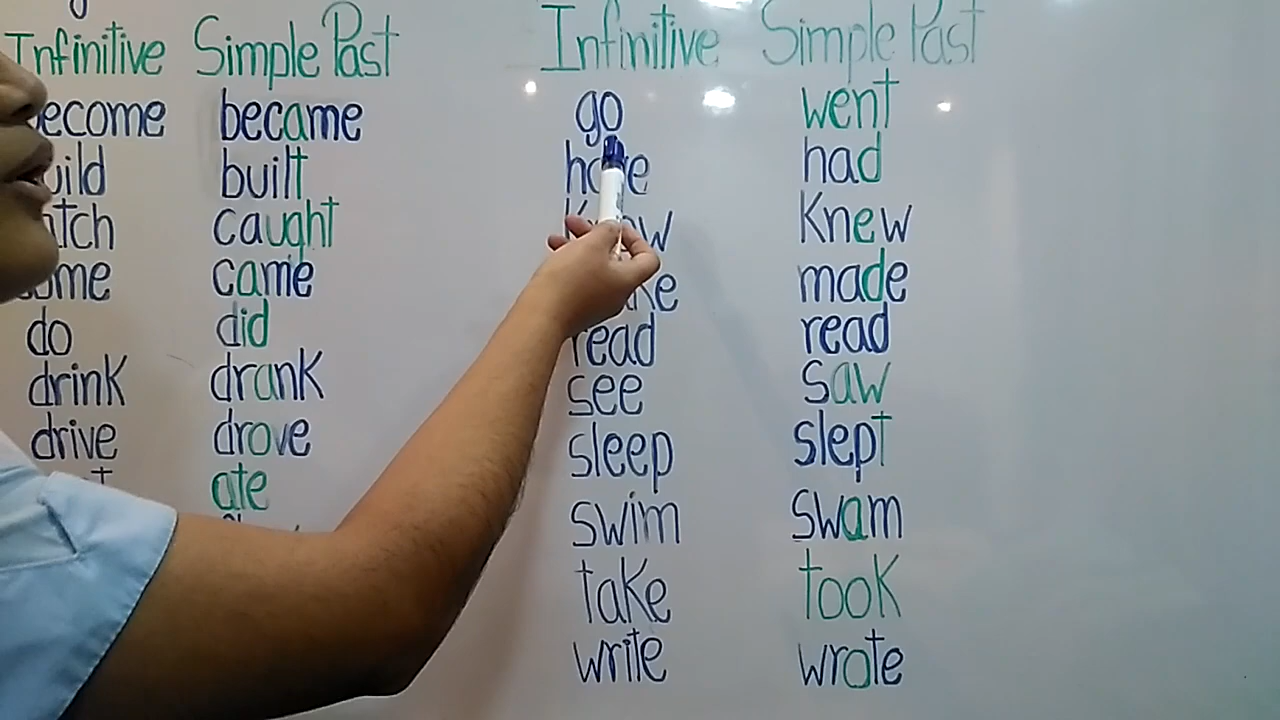 Infinitive Simple Past Infinitive Simple Past
became go went
built had
caught knew
came made
do did read read
drink drank see saw
drive drove sleep slept
ate swim swam
take took
write wrote